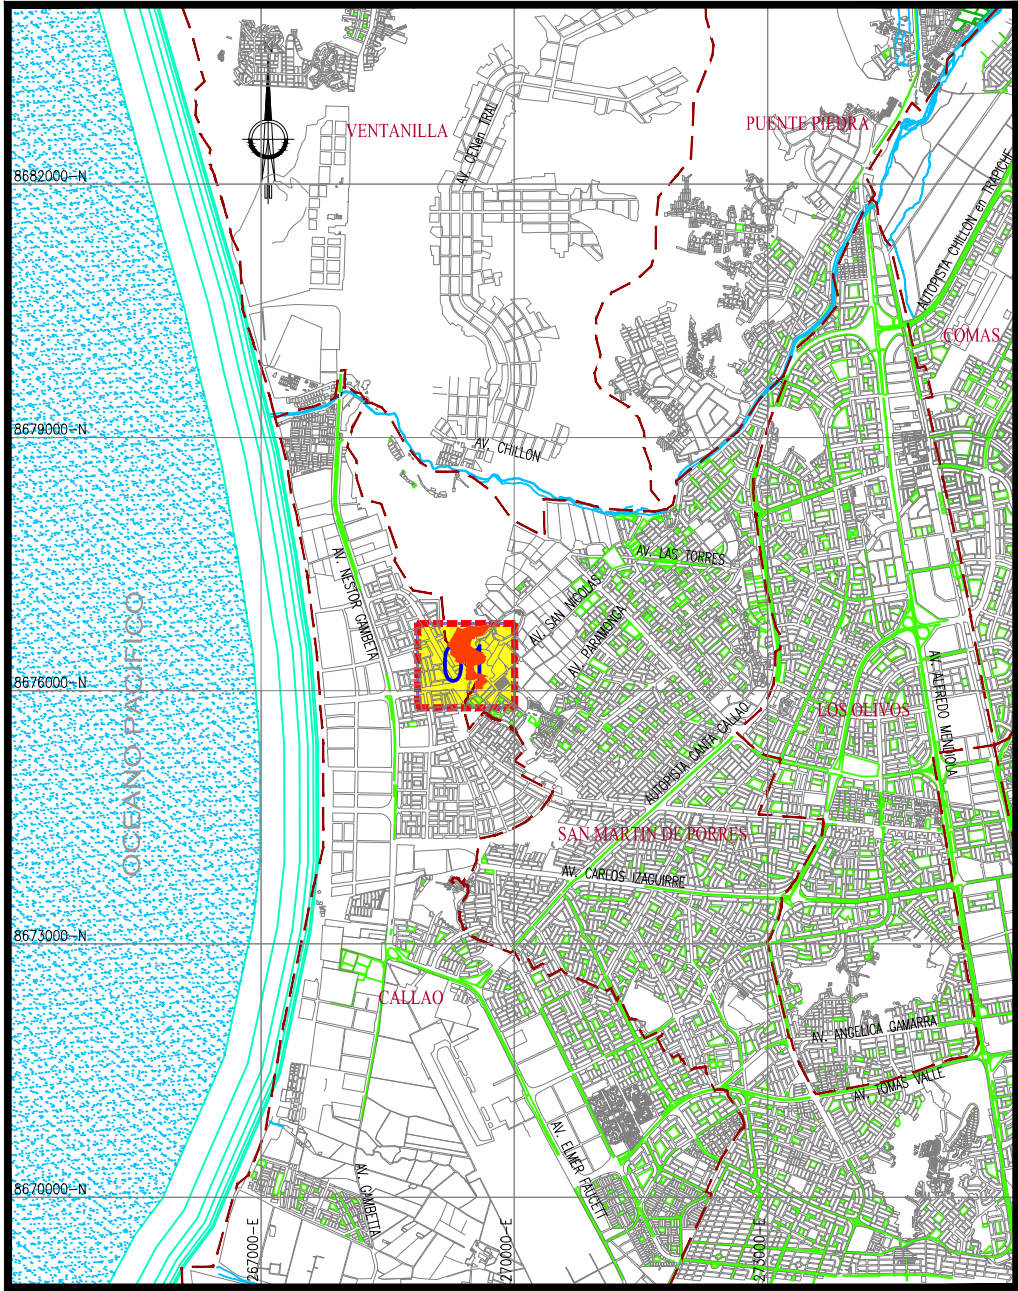 N
VENTANILLA
PUENTE PIEDRA
AV. CENen TRAL
8682000-N
AUTOPISTA CHILLON en TRAPICHE
COMAS
8679000-N
AV. CHILLON
AV. LAS TORRES
AV. NESTOR GAMBETA
AV. SAN NICOLAS
AV. PARAMONGA
OCEANO PACIFICO
01
8676000-N
AV. ALFREDO MENDIOLA
LOS OLIVOS
AUTOPISTA CANTA CALLAO
SAN MARTIN DE PORRES
AV. CARLOS IZAGUIRRE
8673000-N
CALLAO
AV. ANGELICA GAMARRA
AV. TOMAS VALLE
AV. ELMER FAUCETT
AV. GAMBETA
8670000-N
267000-E
270000-E
273000-E